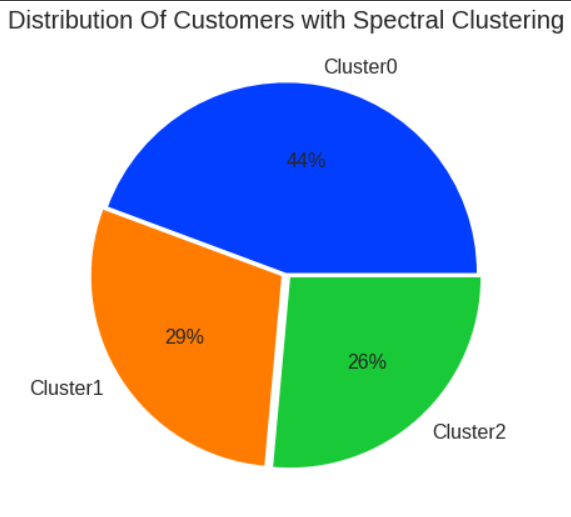 Distribution Of Customers with Spectral Clustering
Cluster0
44%
29%
26%
Cluster1
Cluster2